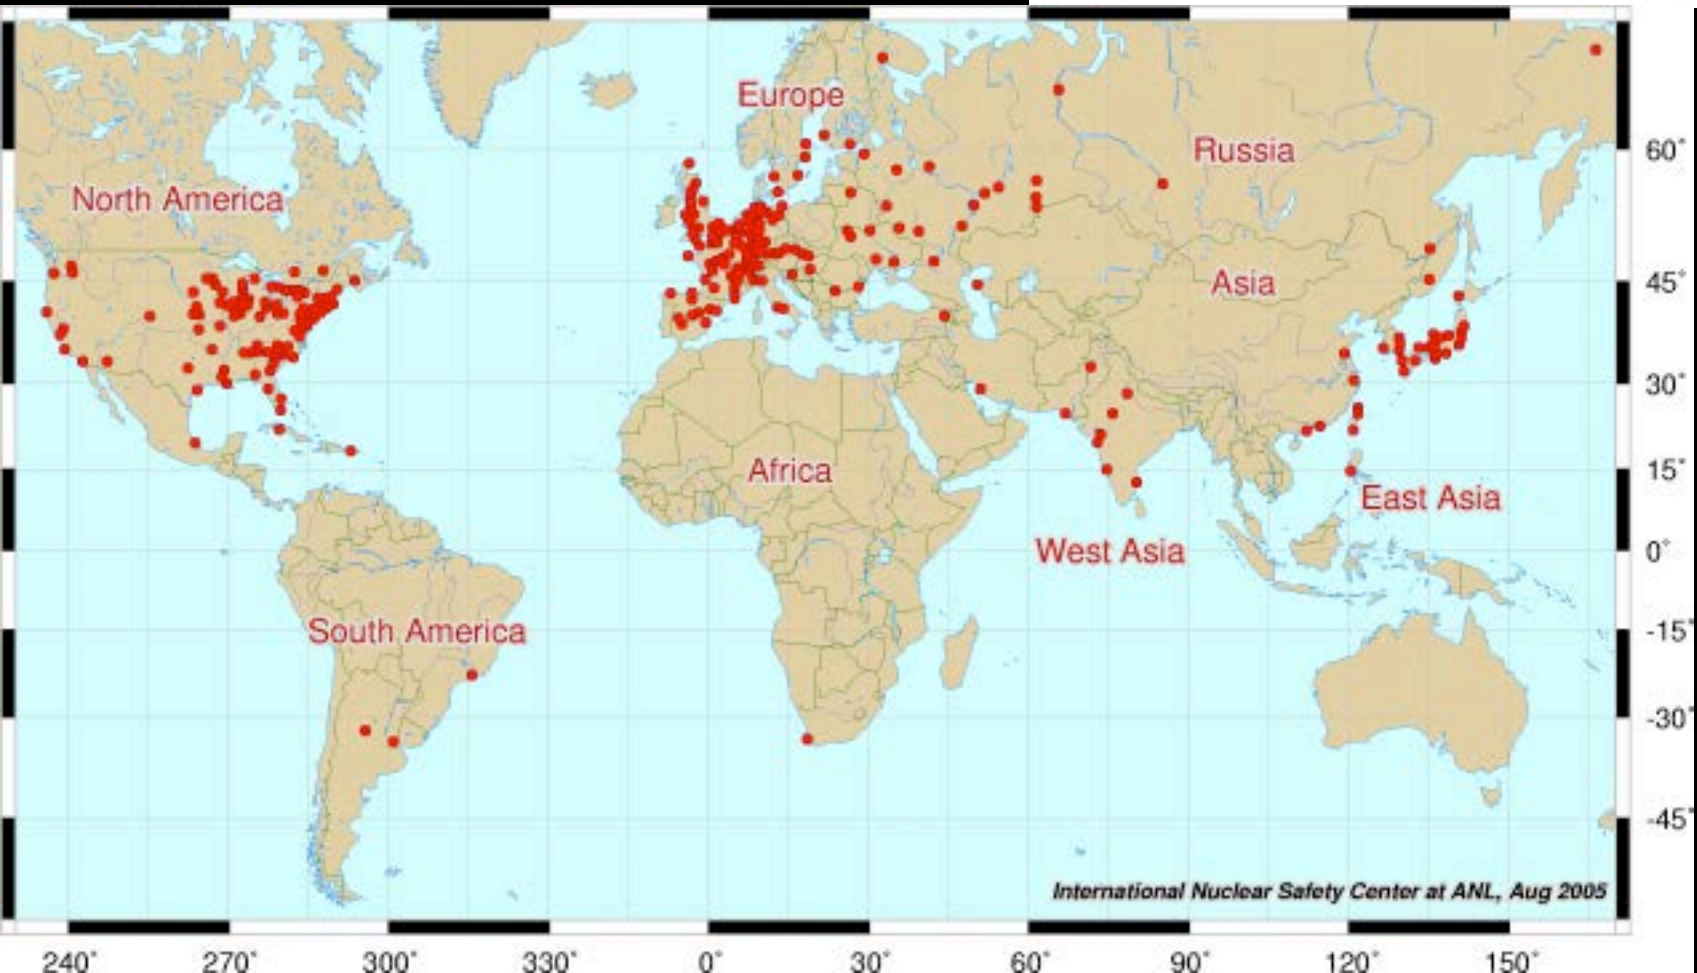 Europe
Russia
North America
Asia
Africa
East Asia
West Asia
South America
International Nuclear Safety Center at ANL, Aug 2005
60°
45°
30°
15°
0°
-15°
-30°
-45°
240°
270°
300°
330°
0°
30°
60°
90°
120°
150°